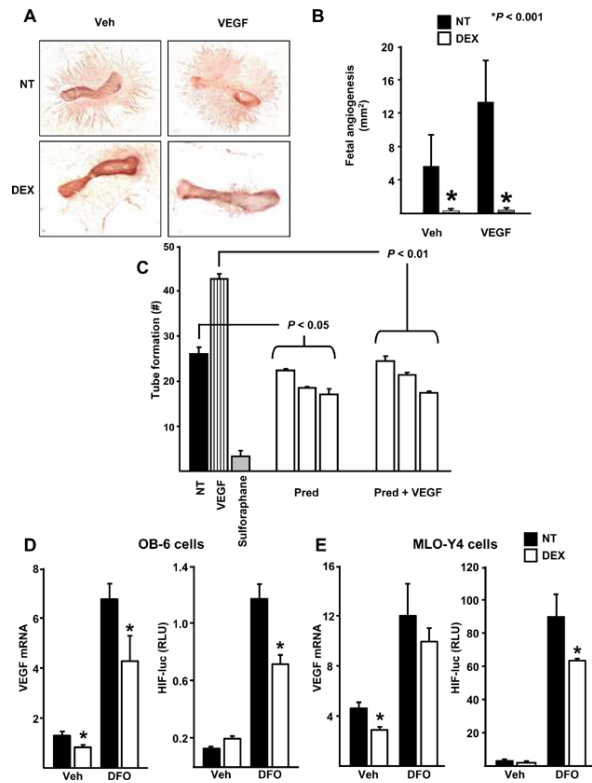 A
Veh
VEGF
NT
DEX
B
NT
DEX
*P < 0.001
Fetal angiogenesis
(mm²)
20
16
12
8
4
*
*
Veh
VEGF
C
Tube formation (#)
50
40
30
20
10
P < 0.01
P < 0.05
NT
VEGF
Sulforaphane
Pred
Pred + VEGF
D
OB-6 cells
VEGF mRNA
8
6
4
2
*
*
Veh
DFO
HIF-luc (RLU)
1.4
1.0
0.6
0.2
*
Veh
DFO
E
MLO-Y4 cells
NT
DEX
VEGF mRNA
16
12
8
4
*
Veh
DFO
HIF-luc (RLU)
100
80
60
40
20
*
Veh
DFO